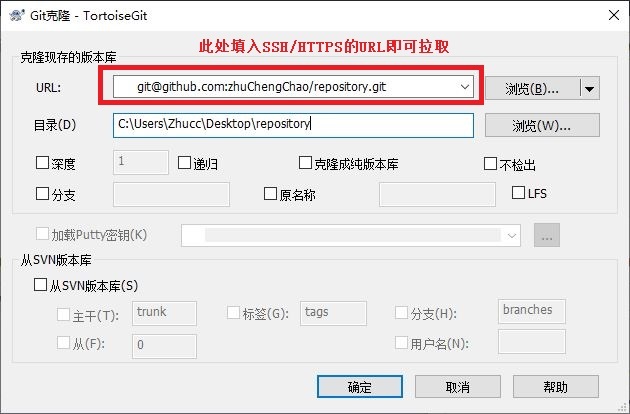 Git克隆 - TortoiseGit
此处填入SSH/HTTPS的URL即可拉取
克隆现存的版本库
URL: git@github.com:zhuChengChao/repository.git 浏览(B)...
目录(D) C:\Users\Zhucc\Desktop\repository 浏览(W)...
深度 1 递归 克隆成纯版本库 不检出
分支 原名称 LFS
加载Putty密钥(K) ...
从SVN版本库
从SVN版本库(S)
主干(T): trunk 标签(G): tags 分支(H): branches
从(F): 0 用户名(N):
确定 取消 帮助